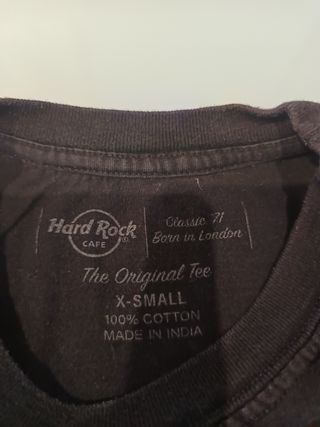 Hard Rock
CAFE
Classic 71
Born in London
The Original Tee
X-SMALL
100% COTTON
MADE IN INDIA